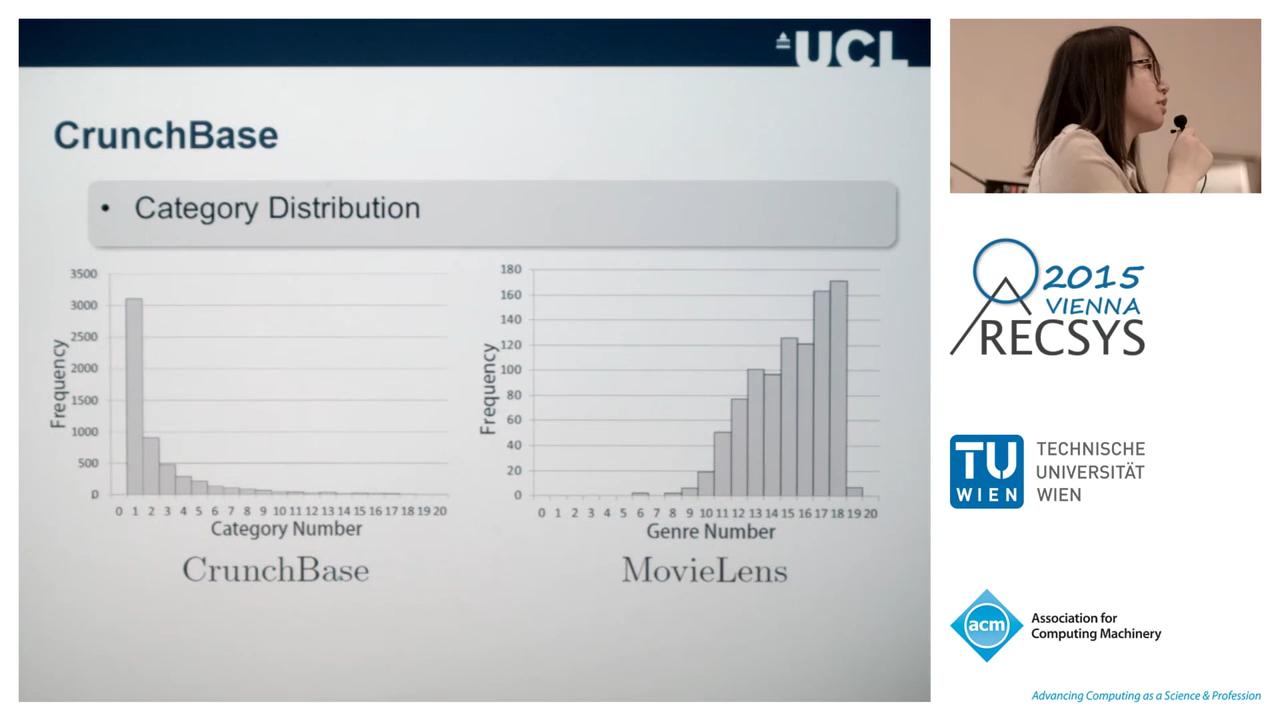 UCL
CrunchBase
• Category Distribution
3500
3000
2500
2000
1500
1000
500
0
Frequency
0 1 2 3 4 5 6 7 8 9 10 11 12 13 14 15 16 17 18 19 20
Category Number
CrunchBase
180
160
140
120
100
80
60
40
20
0
Frequency
0 1 2 3 4 5 6 7 8 9 10 11 12 13 14 15 16 17 18 19 20
Genre Number
MovieLens
2015
VIENNA
RECSYS
TU
WIEN
TECHNISCHE
UNIVERSITÄT
WIEN
acm
Association for
Computing Machinery
Advancing Computing as a Science & Profession